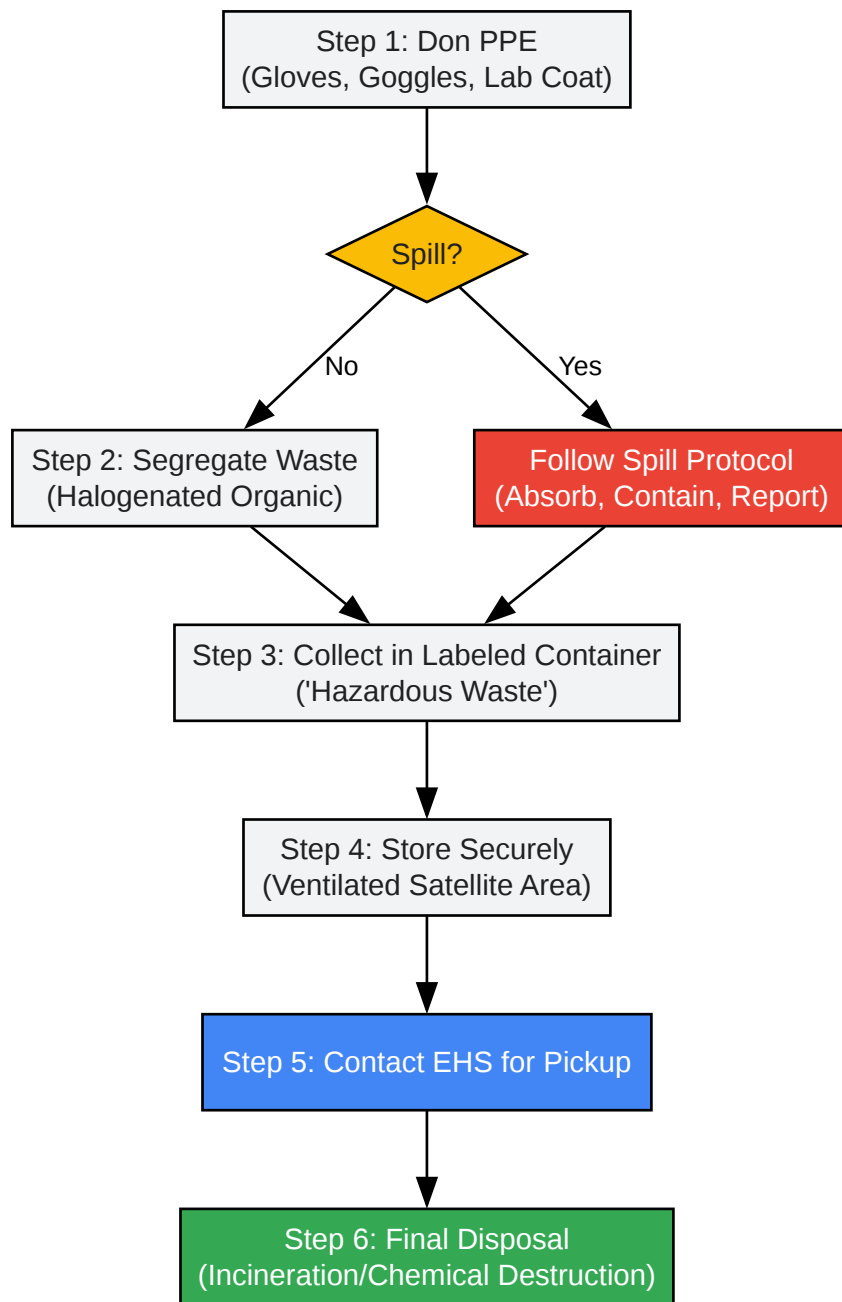 Step 1: Don PPE
(Gloves, Goggles, Lab Coat)
Spill?
No
Yes
Step 2: Segregate Waste
(Halogenated Organic)
Follow Spill Protocol
(Absorb, Contain, Report)
Step 3: Collect in Labeled Container
('Hazardous Waste')
Step 4: Store Securely
(Ventilated Satellite Area)
Step 5: Contact EHS for Pickup
Step 6: Final Disposal
(Incineration/Chemical Destruction)